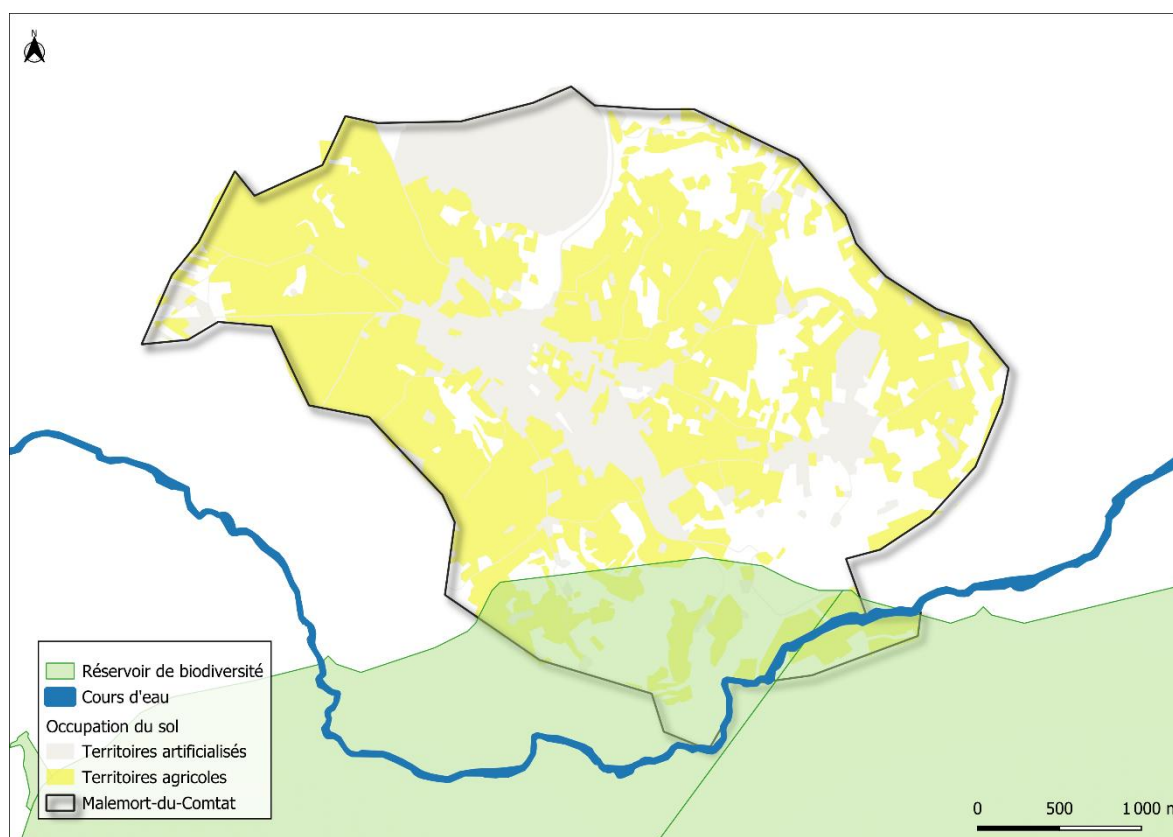 N
Réservoir de biodiversité
Cours d'eau
Occupation du sol
Territoires artificialisés
Territoires agricoles
Malemort-du-Comtat
0 500 1 000 m